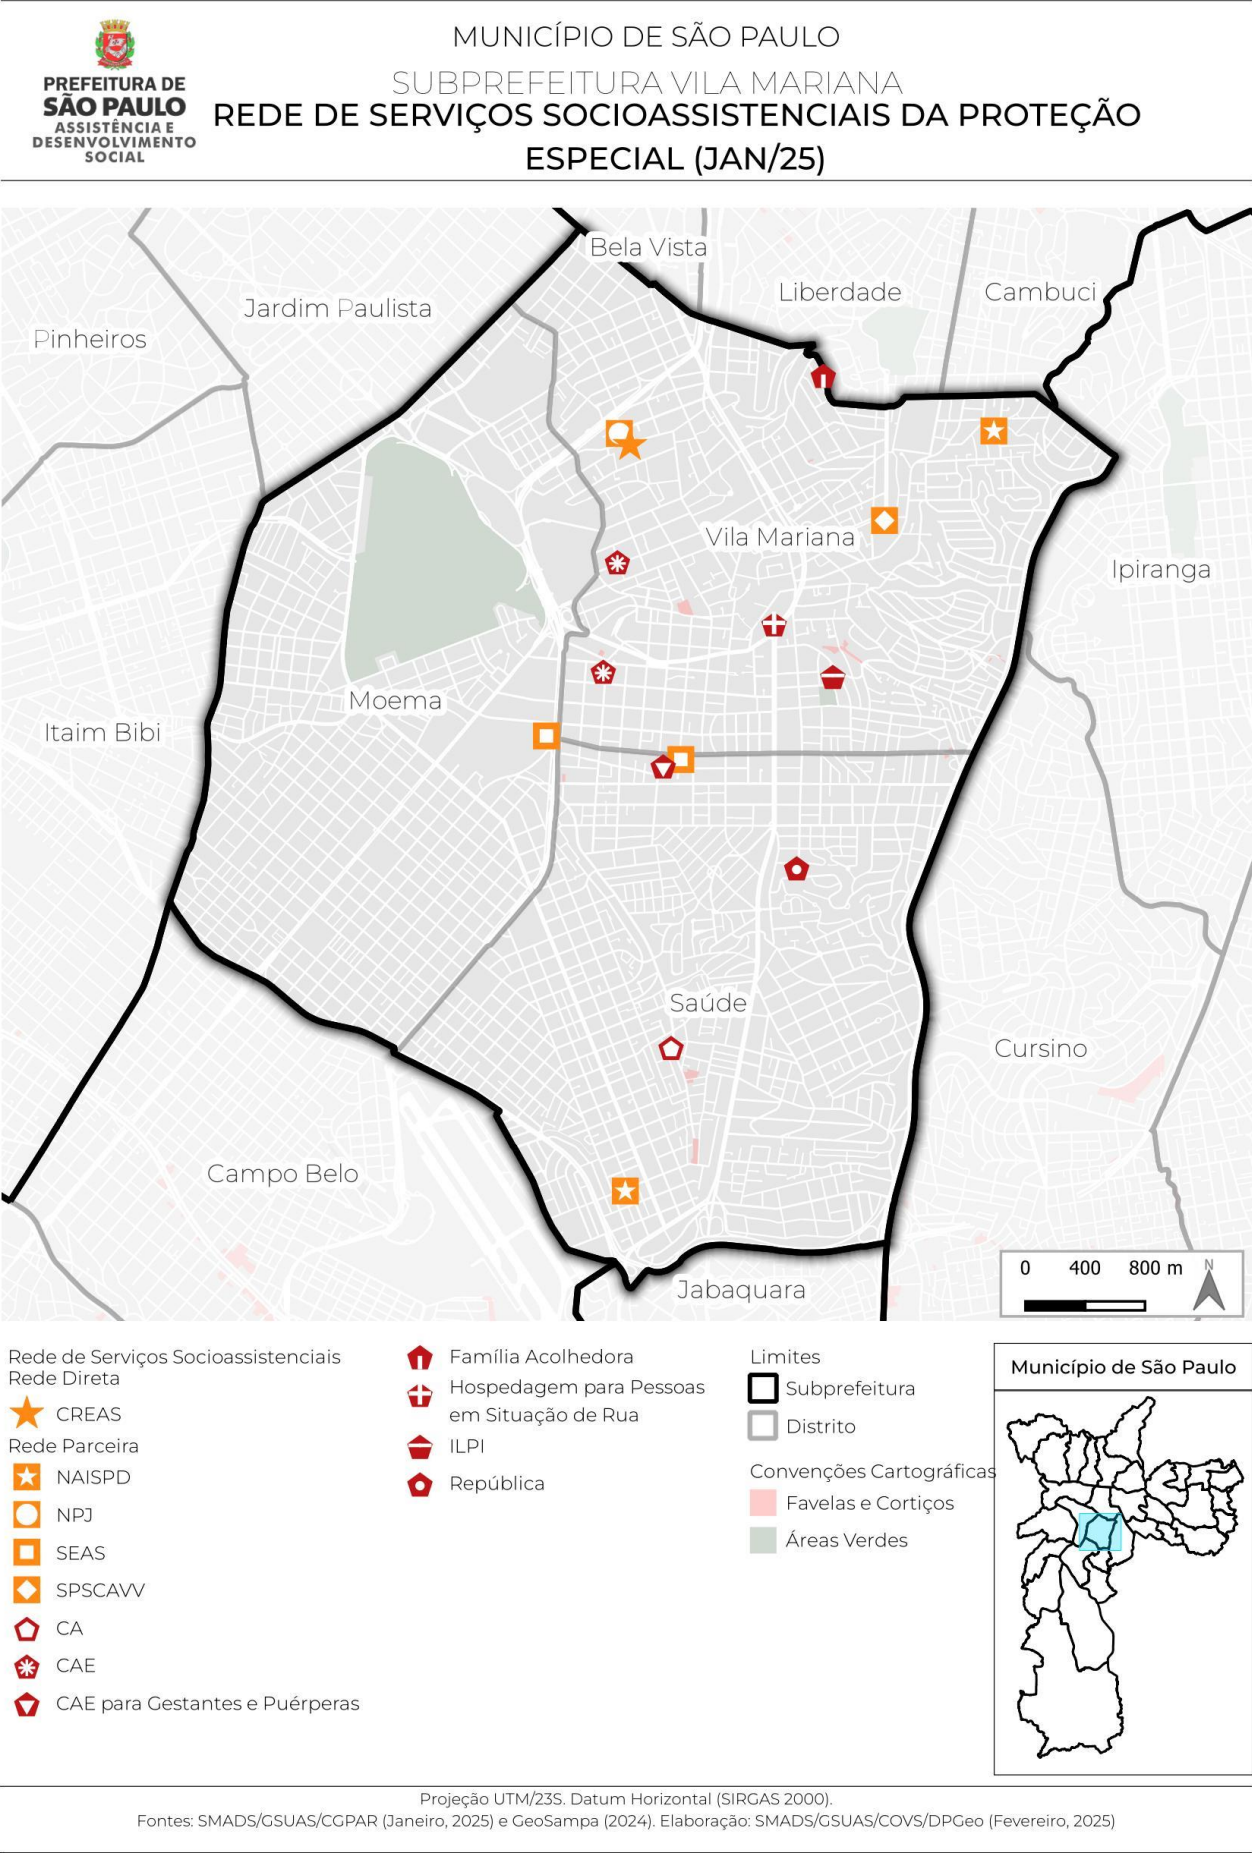 PREFEITURA DE
SÃO PAULO
ASSISTÊNCIA E
DESENVOLVIMENTO
SOCIAL
MUNICÍPIO DE SÃO PAULO
SUBPREFEITURA VILA MARIANA
REDE DE SERVIÇOS SOCIOASSISTENCIAIS DA PROTEÇÃO
ESPECIAL (JAN/25)
Bela Vista
Liberdade
Cambuci
Jardim Paulista
Pinheiros
Vila Mariana
Ipiranga
Moema
Itaim Bibi
Saúde
Cursino
Campo Belo
Jabaquara
0 400 800 m
N
Rede de Serviços Socioassistenciais
Rede Direta
CREAS
Rede Parceira
NAISPD
NPJ
SEAS
SPSCAVV
CA
CAE
CAE para Gestantes e Puérperas
Família Acolhedora
Hospedagem para Pessoas
em Situação de Rua
ILPI
República
Limites
Subprefeitura
Distrito
Convenções Cartográficas
Favelas e Cortiços
Áreas Verdes
Município de São Paulo
Projeção UTM/23S. Datum Horizontal (SIRGAS 2000).
Fontes: SMADS/GSUAS/CGPAR (Janeiro, 2025) e GeoSampa (2024). Elaboração: SMADS/GSUAS/COVS/DPGeo (Fevereiro, 2025)